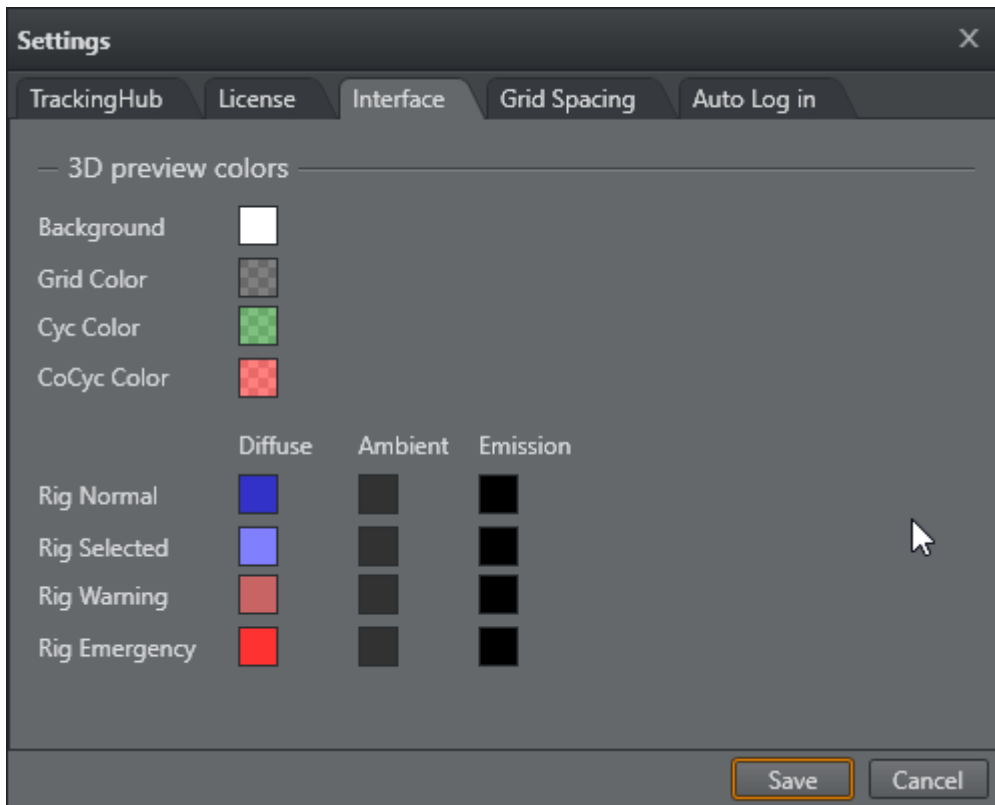 Settings
TrackingHub License Interface Grid Spacing Auto Log in
3D preview colors
Background
Grid Color
Cyc Color
CoCyc Color
Diffuse Ambient Emission
Rig Normal
Rig Selected
Rig Warning
Rig Emergency
Save Cancel